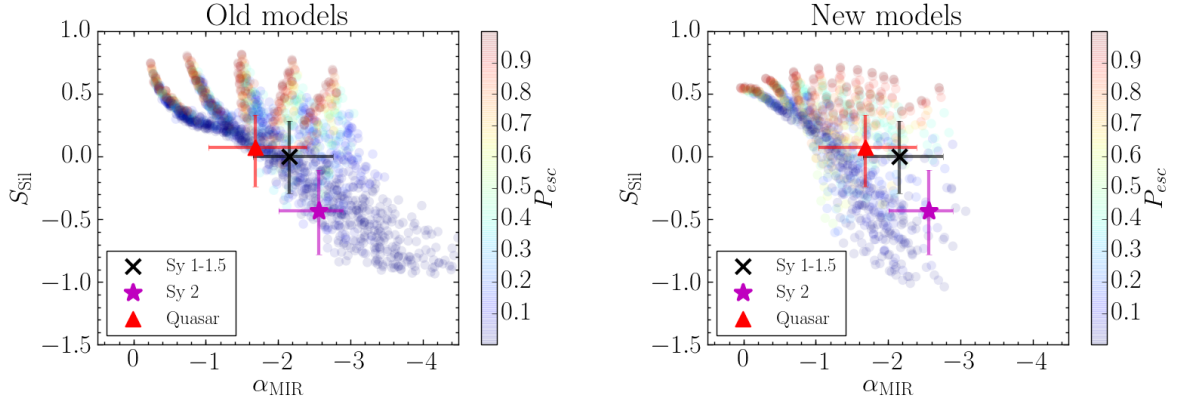 Old models
1.0
0.5
0.0
−0.5
−1.0
−1.5
S_Sil
0 −1 −2 −3 −4
α_MIR
Sy 1-1.5
Sy 2
Quasar
0.9
0.8
0.7
0.6
0.5
0.4
0.3
0.2
0.1
P_esc
New models
1.0
0.5
0.0
−0.5
−1.0
−1.5
S_Sil
0 −1 −2 −3 −4
α_MIR
Sy 1-1.5
Sy 2
Quasar
0.9
0.8
0.7
0.6
0.5
0.4
0.3
0.2
0.1
P_esc